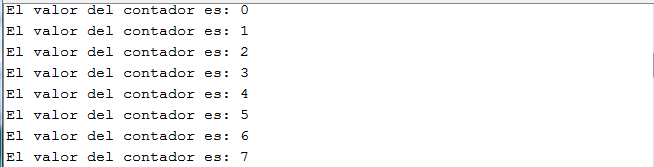 El valor del contador es: 0
El valor del contador es: 1
El valor del contador es: 2
El valor del contador es: 3
El valor del contador es: 4
El valor del contador es: 5
El valor del contador es: 6
El valor del contador es: 7